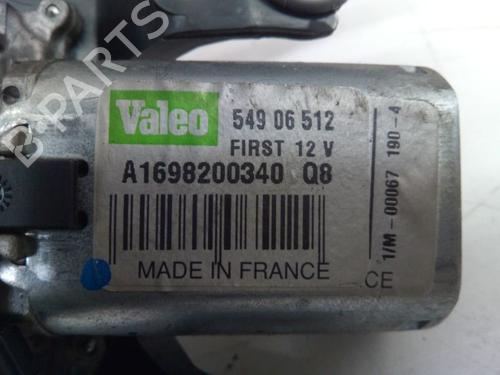 Valeo
549 06 512
FIRST 12 V
A1698200340 Q8
MADE IN FRANCE
CE
1/M-00067 190-4
B-PARTS